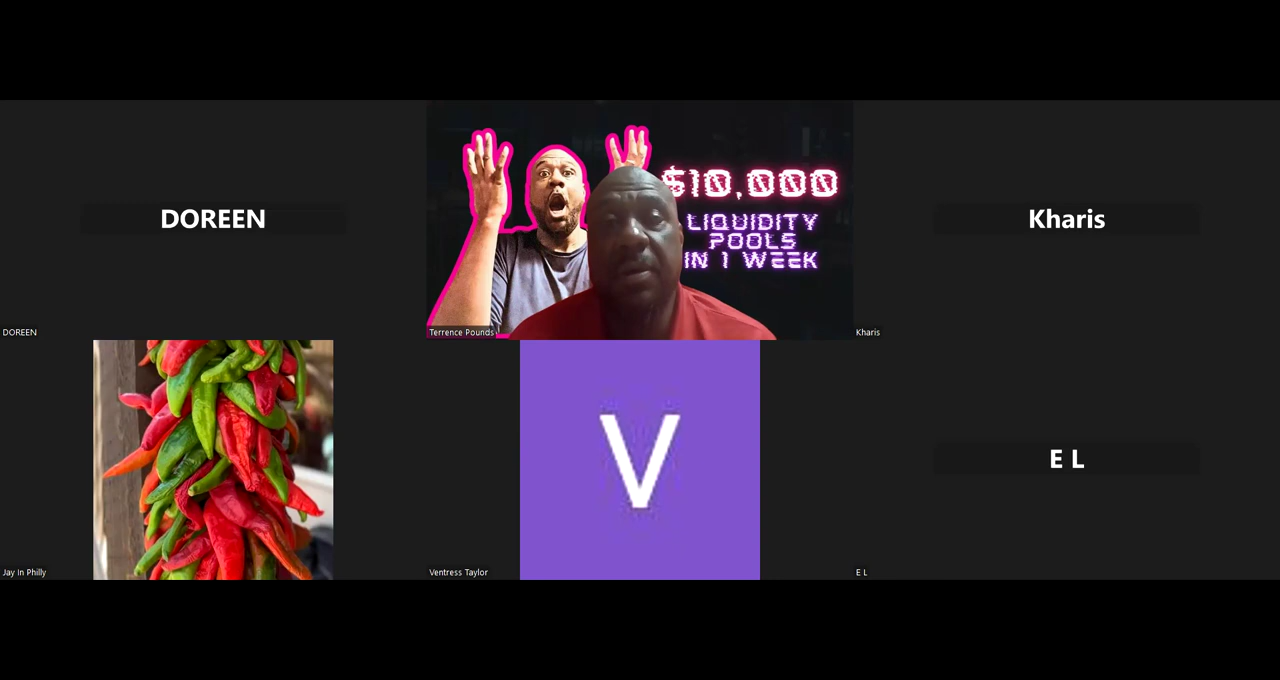 DOREEN
DOREEN
$10,000
LIQUIDITY
POOLS
IN 1 WEEK
Terrence Pounds
Kharis
Kharis
Jay In Philly
V
Ventress Taylor
E L
E L